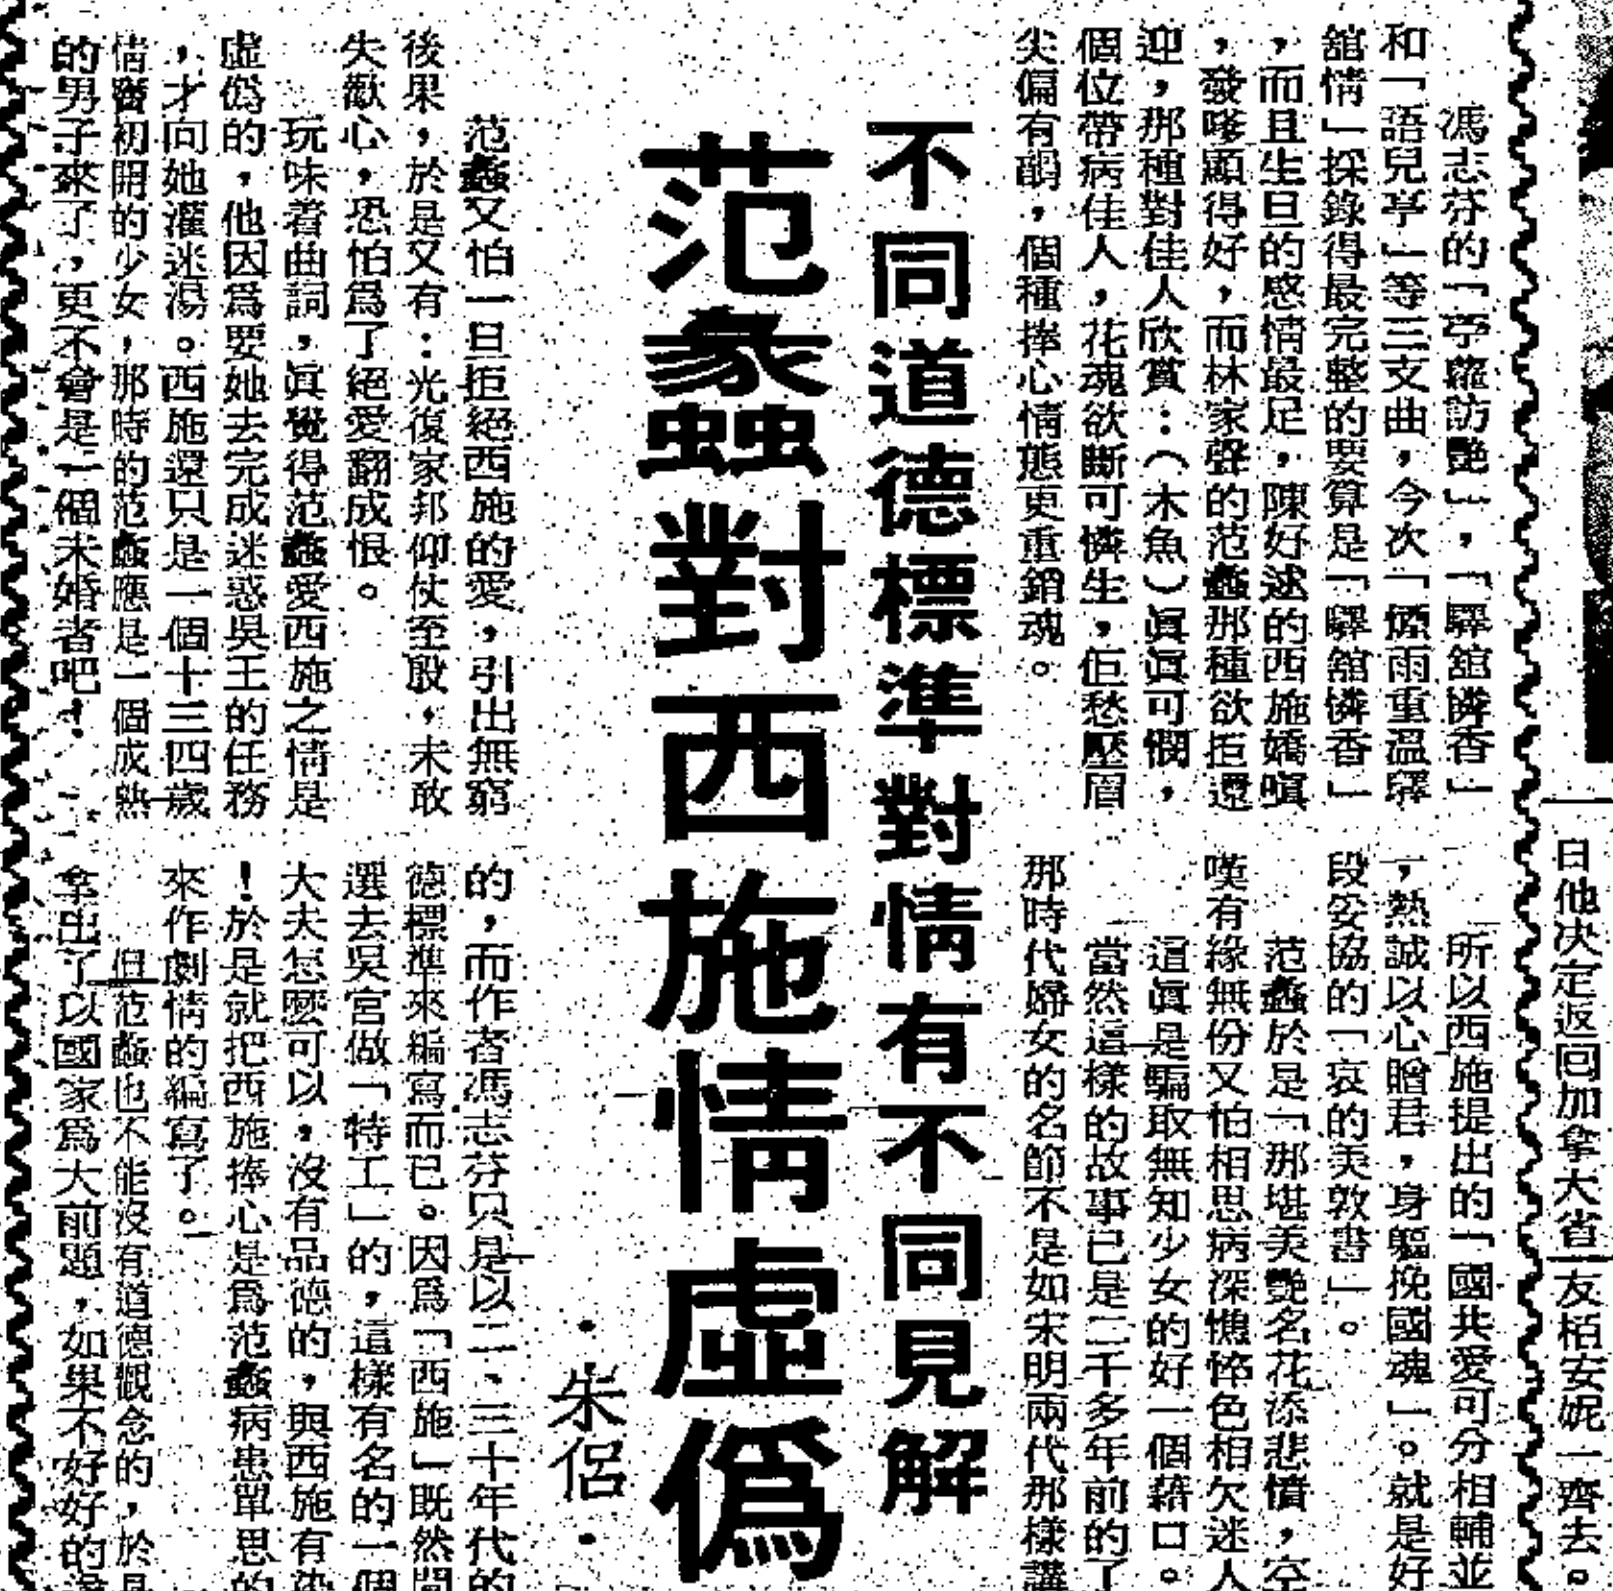 不同道德標準對情有不同見解
范蠡對西施情虛偽
·朱侶·
馮志芬的「苧蘿訪艷」，「驛舘憐香」
和「語兒亭」等三支曲，今次「煙雨重溫驛
舘情」採錄得最完整的要算是「驛舘憐香」
，而且生旦的感情最足，陳好逑的西施嬌嗔
，發嗲顯得好，而林家聲的范蠡那種欲拒還
迎，那種對佳人欣賞：（木魚）眞眞可憫，
個位帶病佳人，花魂欲斷可憐生，佢愁壓眉
尖偏有韻，個種捧心情態更重銷魂。
范蠡又怕一旦拒絕西施的愛，引出無窮
後果，於是又有：光復家邦仰仗至殷，未敢
失歡心，恐怕爲了絕愛翻成恨。
玩味着曲詞，眞覺得范蠡愛西施之情是
虛僞的，他因爲要她去完成迷惑吳王的任務
，才向她灌迷湯。西施還只是一個十三四歲
情竇初開的少女，那時的范蠡應是一個成熟
的男子來了，更不會是一個未婚者吧！
所以西施提出的「國共愛可分相輔並
，熱誠以心贈君，身軀挽國魂」。就是好
段妥協的「哀的美敦書」。
范蠡於是「那堪美艷名花添悲憤，空
嘆有緣無份又怕相思病深憔悴色相欠迷人
這眞是騙取無知少女的好一個藉口。
當然這樣的故事已是二千多年前的了
那時代婦女的名節不是如宋明兩代那樣講
的，而作者馮志芬只是以二、三十年代的
德標準來編寫而已。因爲「西施」既然間
選去吳宮做「特工」的，這樣有名的一個
大夫怎麼可以，沒有品德的，與西施有染
！於是就把西施捧心是爲范蠡病患單思的
來作劇情的編寫了。
但范蠡也不能沒有道德觀念的，於是
拿出了以國家爲大前題，如果不好好的
日他决定返回加拿大省友栢安妮一齊去。